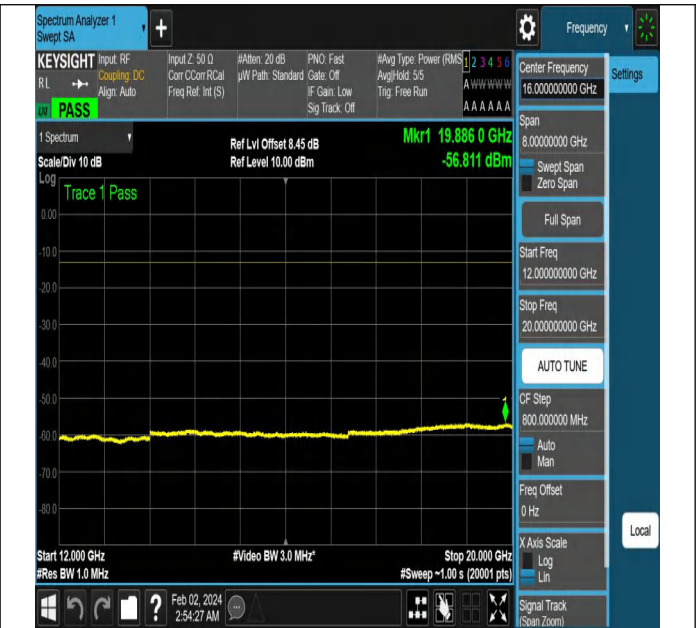 Spectrum Analyzer 1
Swept SA
+
Frequency
KEYSIGHT
RL
PASS
Input: RF
Coupling: DC
Align: Auto
Input Z: 50 Ω
Corr CCorr RCal
Freq Ref: Int (S)
#Atten: 20 dB
µW Path: Standard
PNO: Fast
Gate: Off
IF Gain: Low
Sig Track: Off
#Avg Type: Power (RMS
Avg|Hold: 5/5
Trig: Free Run
1 2 3 4 5 6
A W W W W W
A A A A A A
1 Spectrum
Scale/Div 10 dB
Log
Ref Lvl Offset 8.45 dB
Ref Level 10.00 dBm
Mkr1 19.886 0 GHz
-56.811 dBm
Trace 1 Pass
0.00
-10.0
-20.0
-30.0
-40.0
-50.0
-60.0
-70.0
-80.0
1
Start 12.000 GHz
#Res BW 1.0 MHz
#Video BW 3.0 MHz*
Stop 20.000 GHz
#Sweep ~1.00 s (20001 pts)
?
Feb 02, 2024
2:54:27 AM
Center Frequency
16.000000000 GHz
Settings
Span
8.00000000 GHz
Swept Span
Zero Span
Full Span
Start Freq
12.000000000 GHz
Stop Freq
20.000000000 GHz
AUTO TUNE
CF Step
800.000000 MHz
Auto
Man
Freq Offset
0 Hz
X Axis Scale
Log
Lin
Local
Signal Track
(Span Zoom)